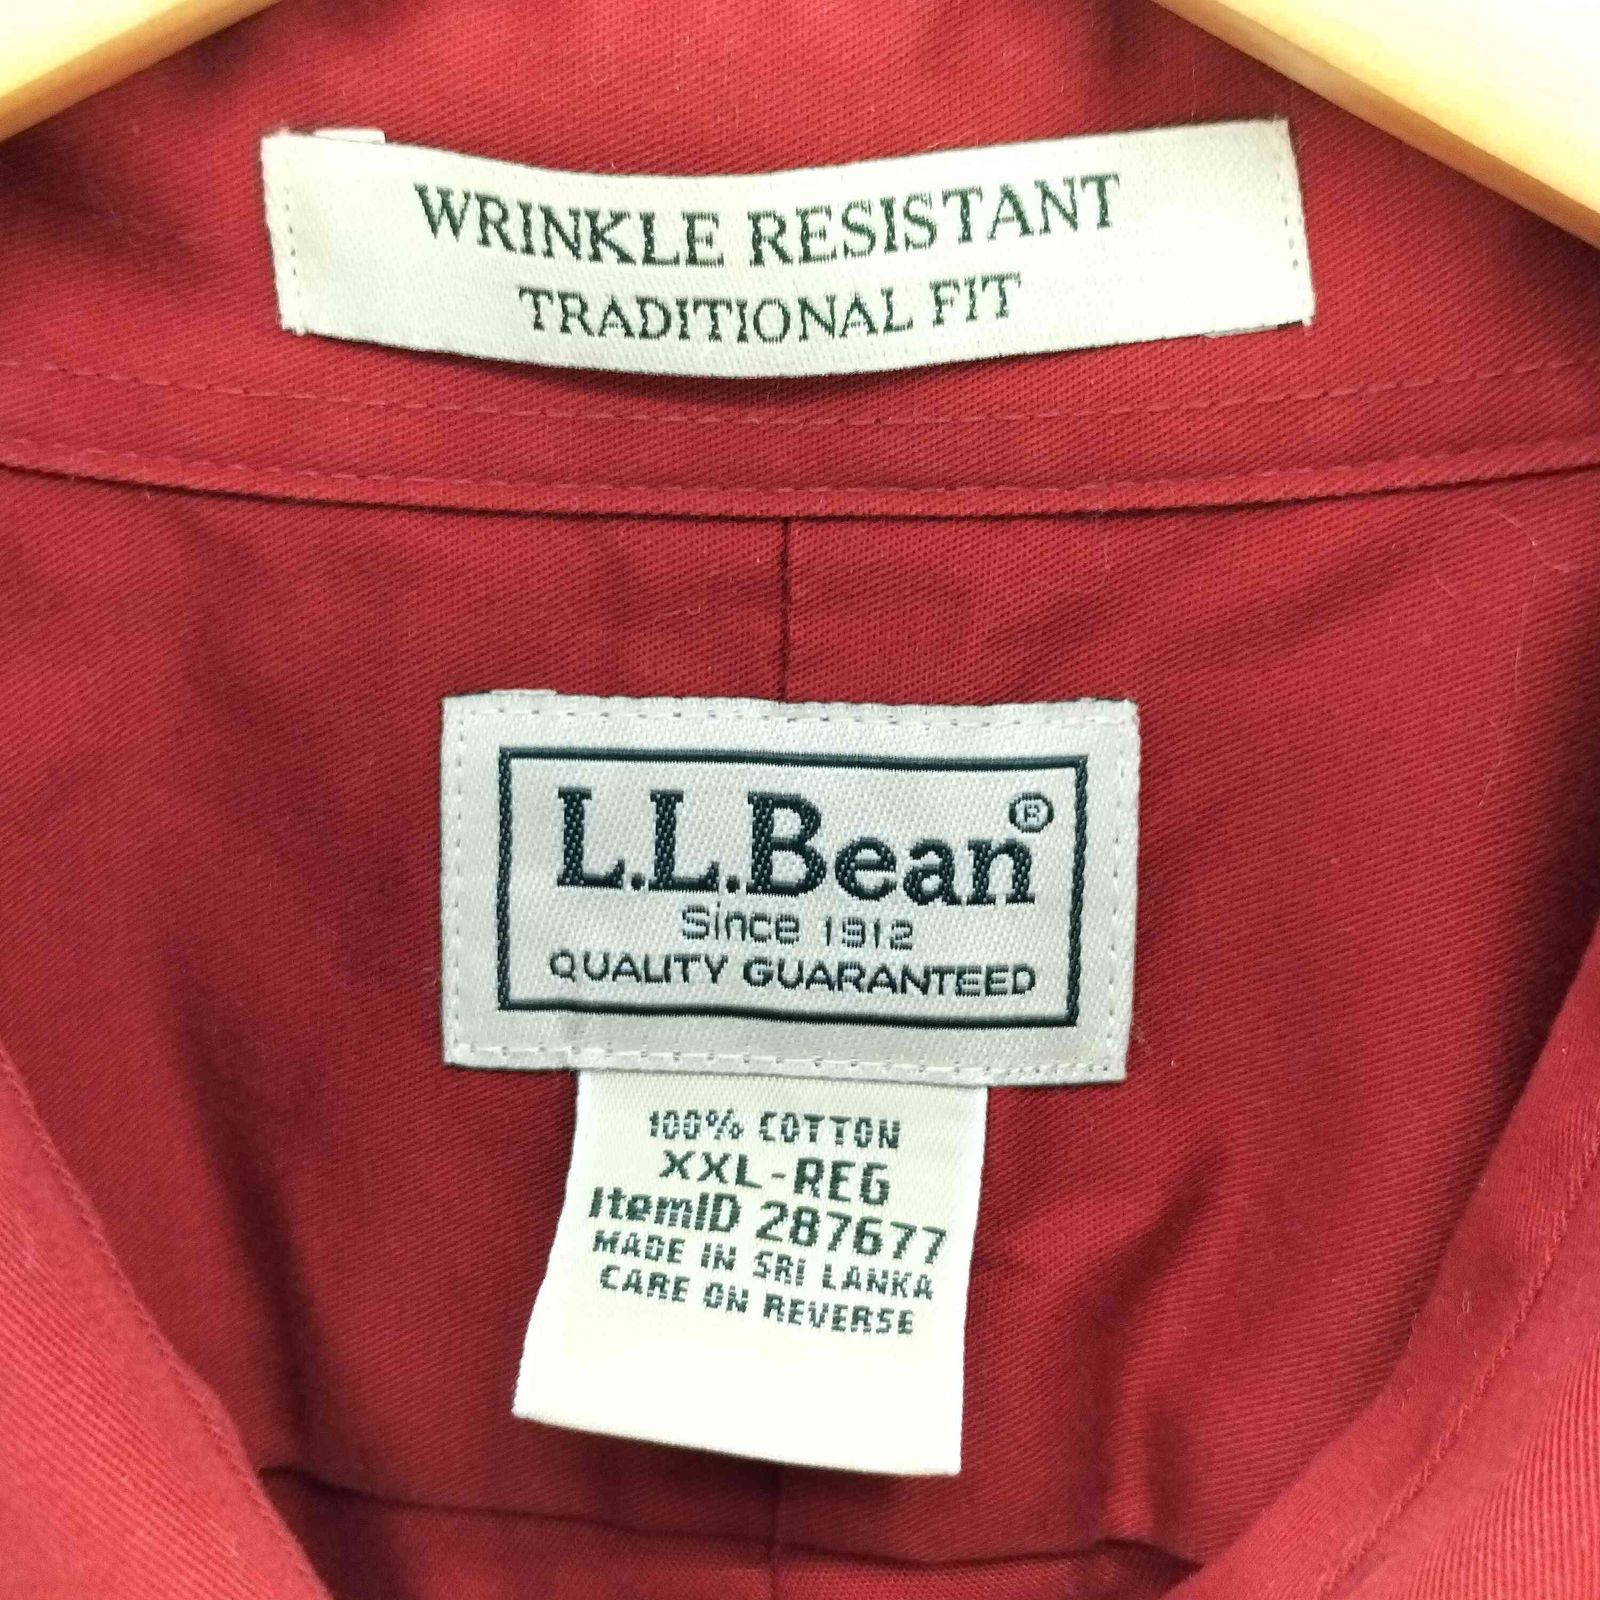 WRINKLE RESISTANT
TRADITIONAL FIT
L.L.Bean®
Since 1912
QUALITY GUARANTEED
100% COTTON
XXL-REG
ItemID 287677
MADE IN SRI LANKA
CARE ON REVERSE